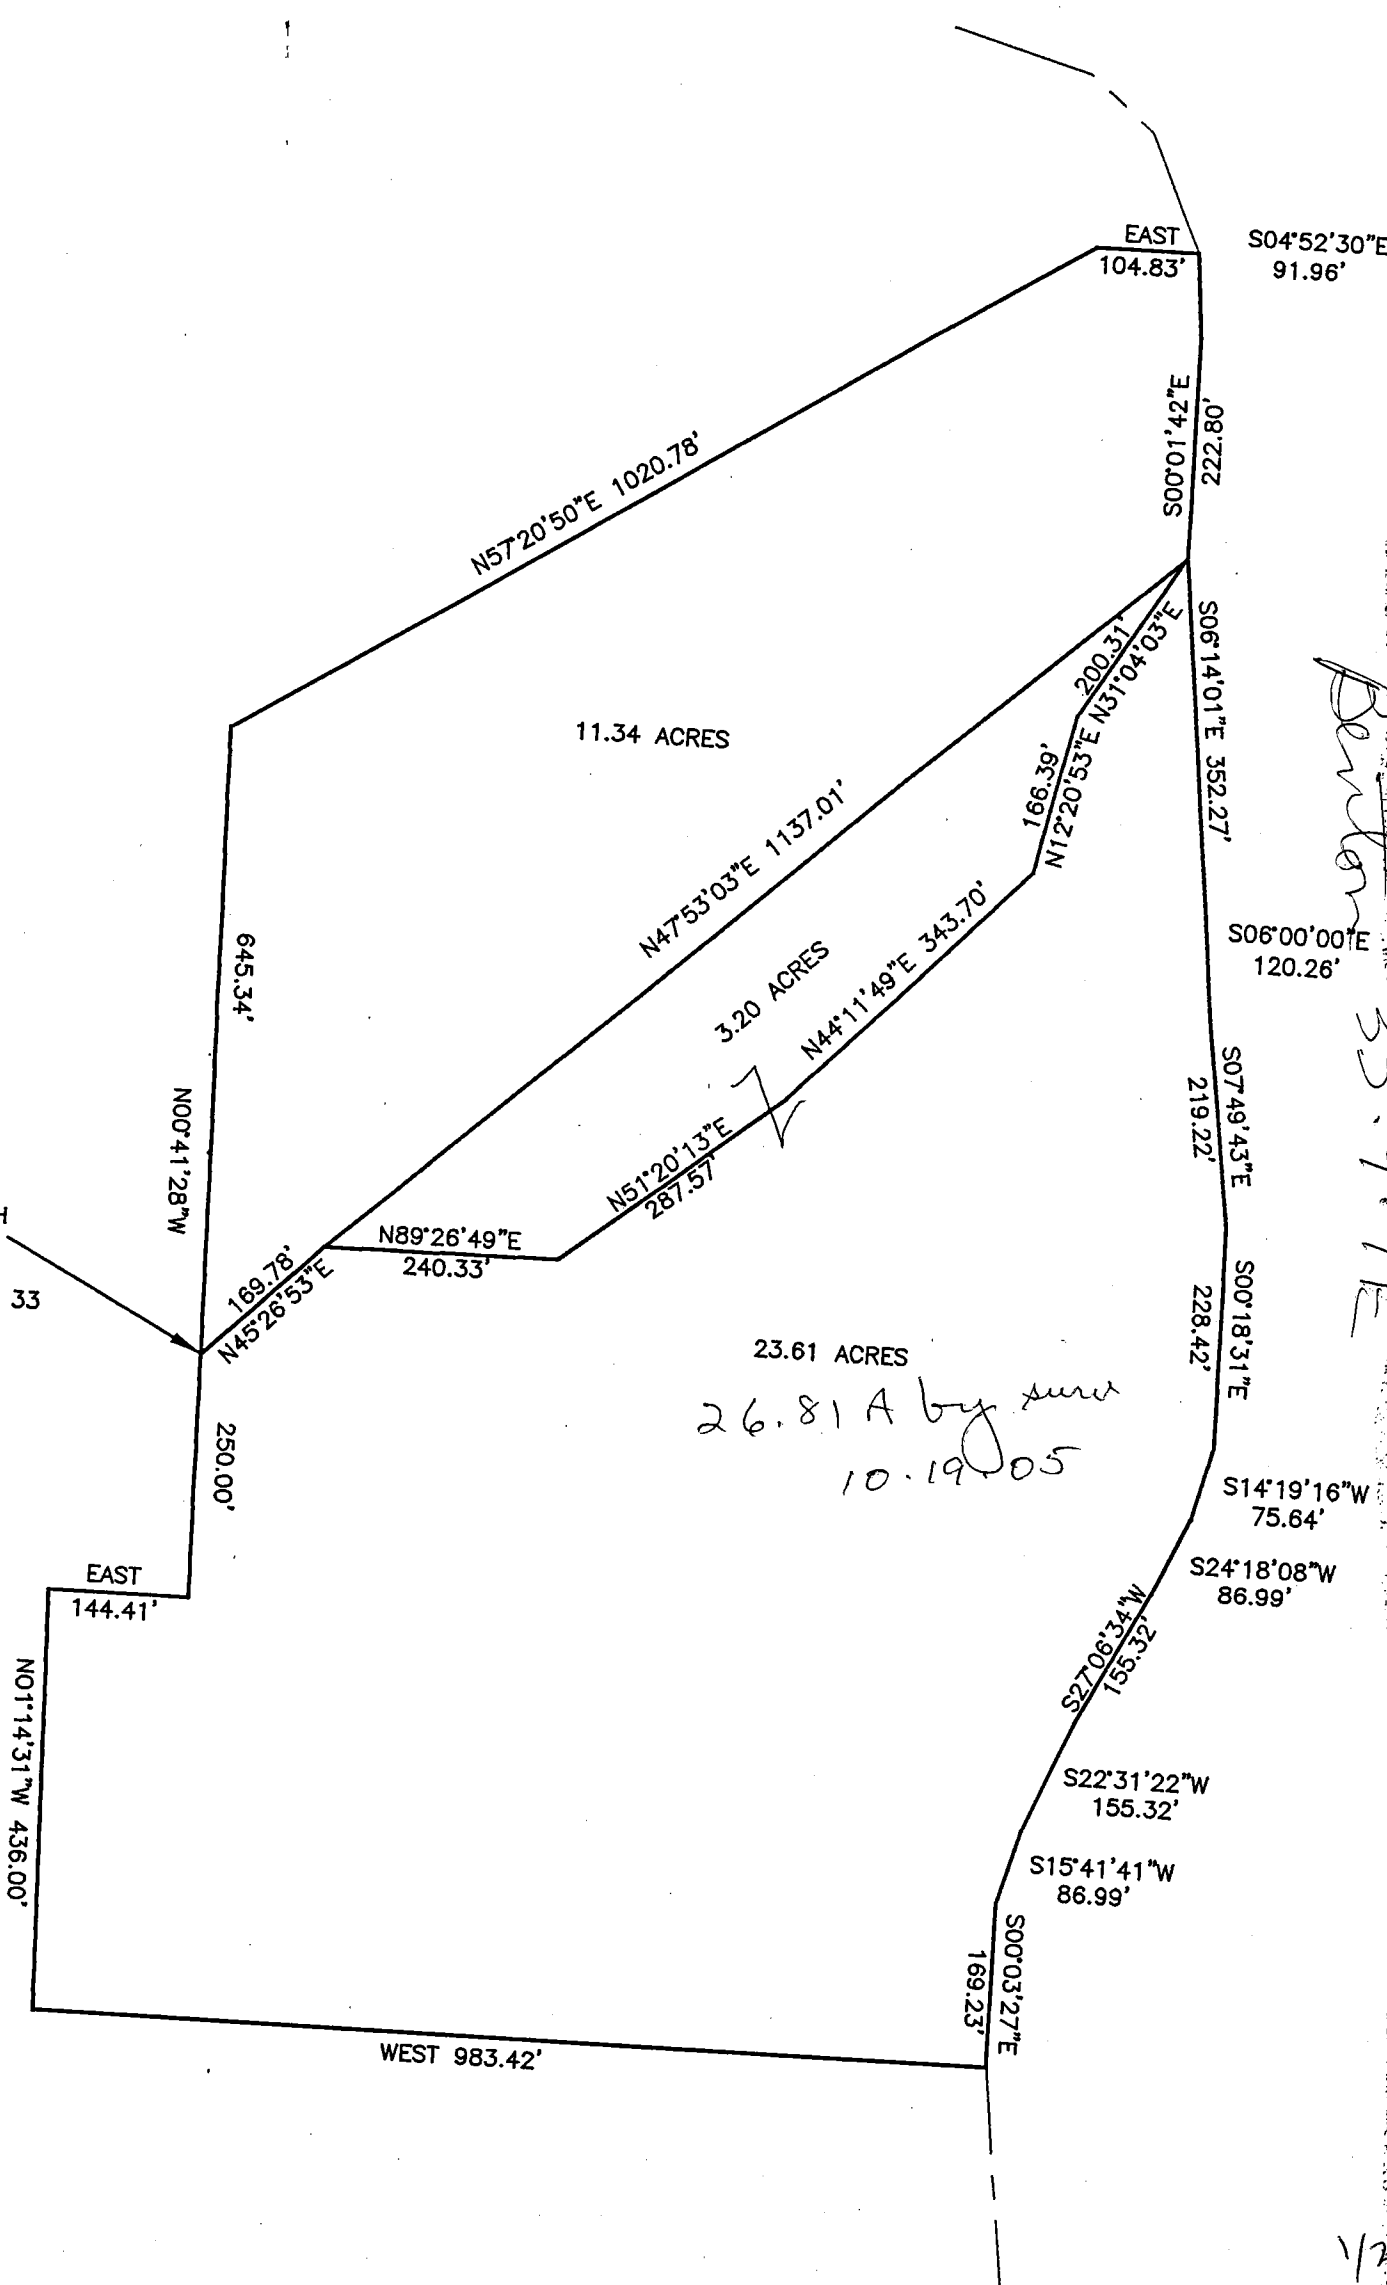 EAST
104.83'
S04°52'30"E
91.96'
S00°01'42"E
222.80'
N57°20'50"E 1020.78'
S06°14'01"E 352.27'
200.31'
N31°04'03"E
11.34 ACRES
166.39'
N12°20'53"E
N47°53'03"E 1137.01'
Benton 33.
S06°00'00"E
120.26'
645.34'
N00°41'28"W
3.20 ACRES
N44°11'49"E 343.70'
S07°49'43"E
219.22'
N51°20'13"E
287.57'
N89°26'49"E
240.33'
169.78'
N45°26'53"E
H
33
S00°18'31"E
228.42'
23.61 ACRES
26.81 A by surv
10.19.05
250.00'
S14°19'16"W
75.64'
S24°18'08"W
86.99'
EAST
144.41'
S27°06'34"W
155.32'
N01°14'31"W 436.00'
S22°31'22"W
155.32'
S15°41'41"W
86.99'
S00°03'27"E
169.23'
WEST 983.42'